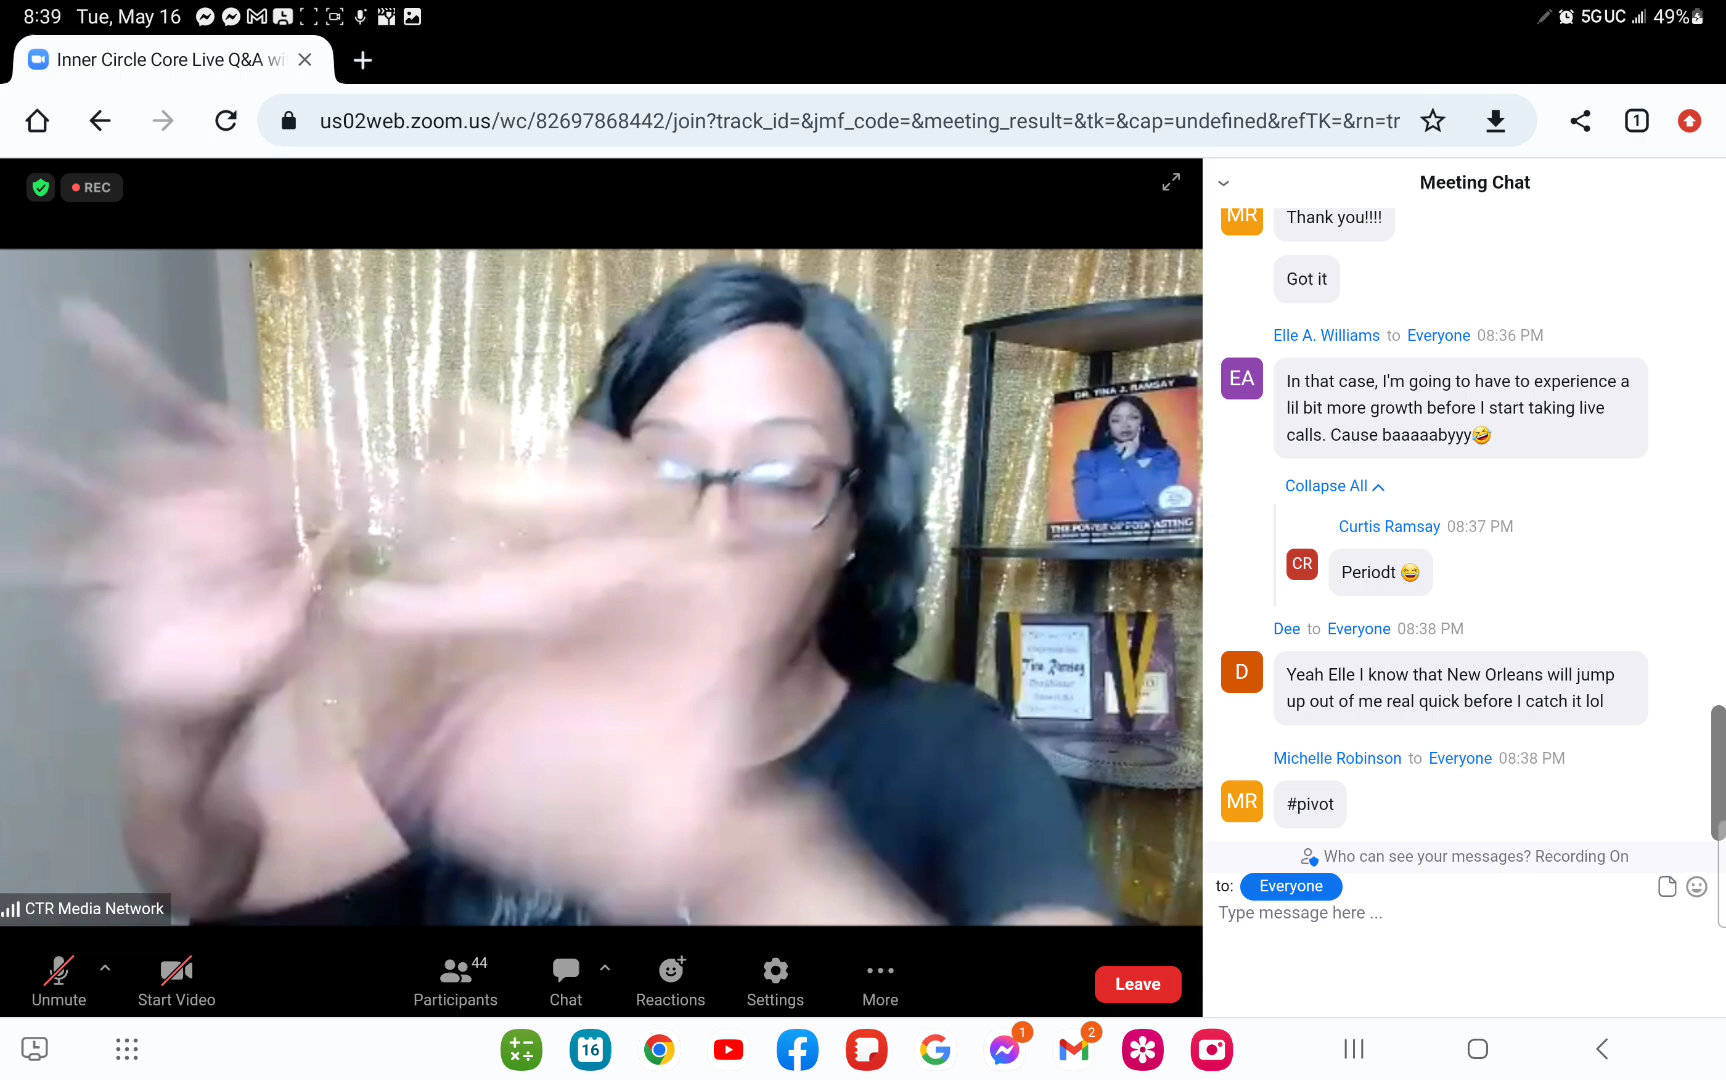 8:39 Tue, May 16
5GUC 49%
Inner Circle Core Live Q&A wi
us02web.zoom.us/wc/82697868442/join?track_id=&jmf_code=&meeting_result=&tk=&cap=undefined&refTK=&rn=tr
1
REC
DR. TINA J. RAMSAY
THE POWER OF PODCASTING
Tina Ramsey
CTR Media Network
Meeting Chat
MR
Thank you!!!!
Got it
Elle A. Williams to Everyone 08:36 PM
EA
In that case, I'm going to have to experience a
lil bit more growth before I start taking live
calls. Cause baaaaabyyy🤣
Collapse All
Curtis Ramsay 08:37 PM
CR
Periodt 😅
Dee to Everyone 08:38 PM
D
Yeah Elle I know that New Orleans will jump
up out of me real quick before I catch it lol
Michelle Robinson to Everyone 08:38 PM
MR
#pivot
Who can see your messages? Recording On
to: Everyone
Type message here ...
Unmute
Start Video
44
Participants
Chat
Reactions
Settings
More
Leave
16
1
2